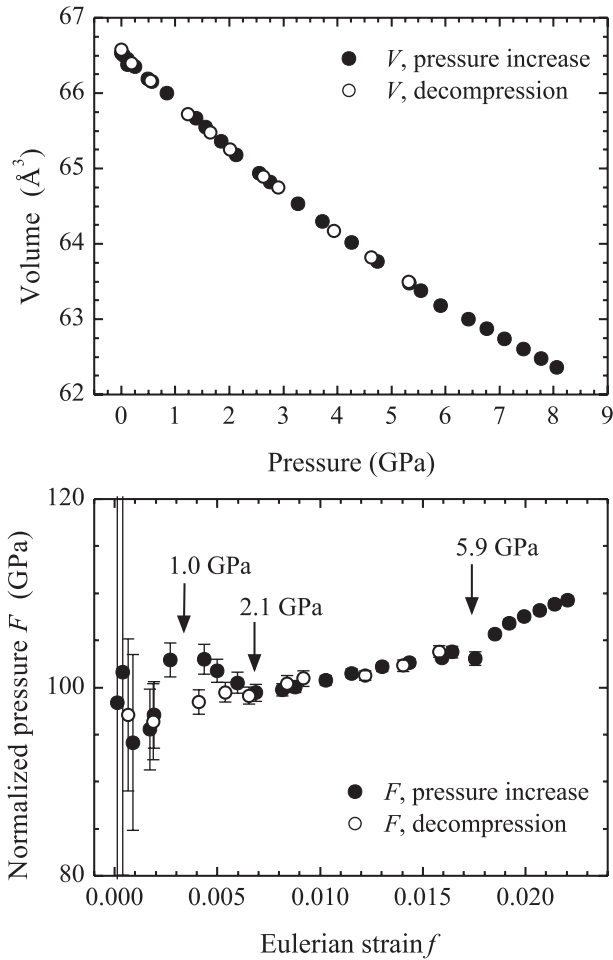 67
66
65
64
63
62
Volume (Å³)
V, pressure increase
V, decompression
0 1 2 3 4 5 6 7 8 9
Pressure (GPa)
120
100
80
Normalized pressure F (GPa)
1.0 GPa
2.1 GPa
5.9 GPa
F, pressure increase
F, decompression
0.000 0.005 0.010 0.015 0.020
Eulerian strain f